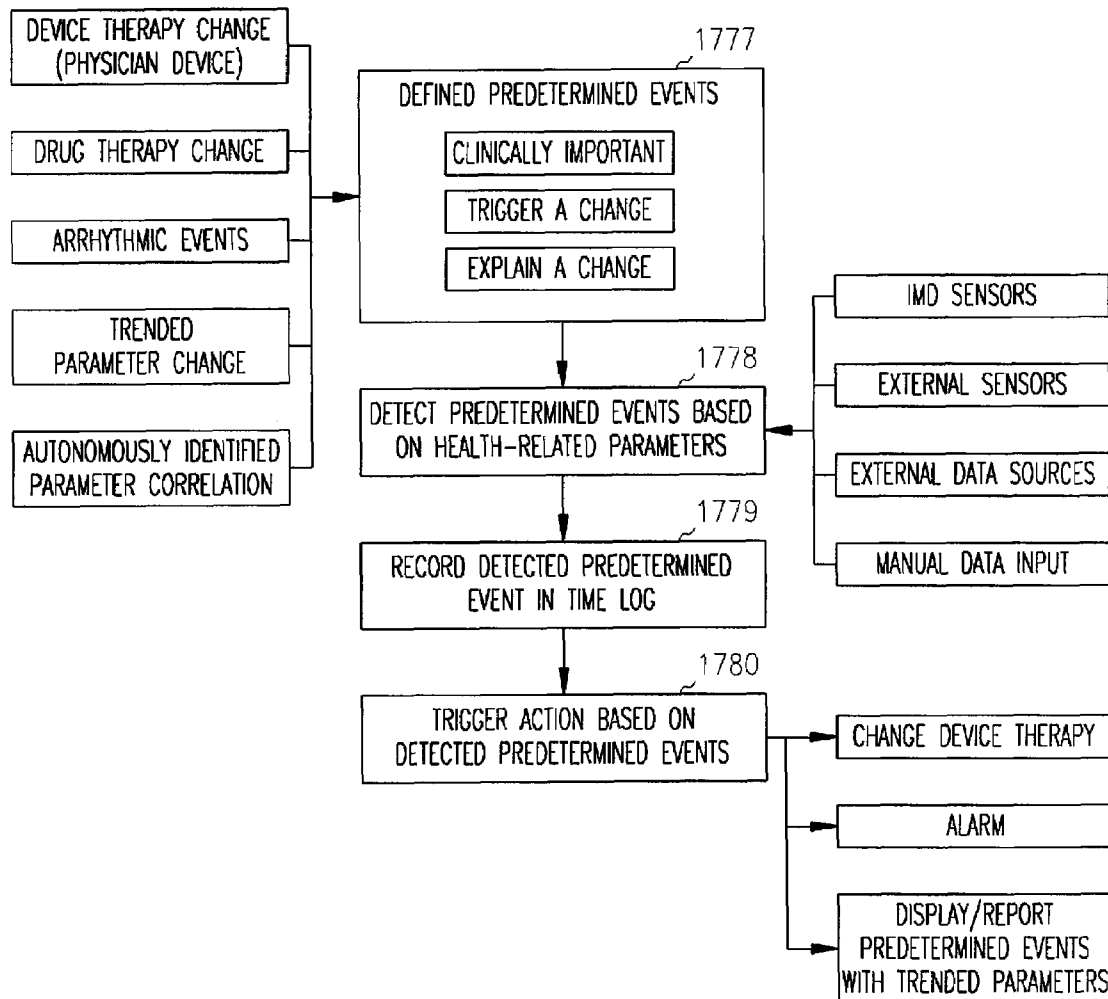 DEVICE THERAPY CHANGE
(PHYSICIAN DEVICE)
DRUG THERAPY CHANGE
ARRHYTHMIC EVENTS
TRENDED
PARAMETER CHANGE
AUTONOMOUSLY IDENTIFIED
PARAMETER CORRELATION
1777
DEFINED PREDETERMINED EVENTS
CLINICALLY IMPORTANT
TRIGGER A CHANGE
EXPLAIN A CHANGE
1778
DETECT PREDETERMINED EVENTS BASED
ON HEALTH-RELATED PARAMETERS
IMD SENSORS
EXTERNAL SENSORS
EXTERNAL DATA SOURCES
MANUAL DATA INPUT
1779
RECORD DETECTED PREDETERMINED
EVENT IN TIME LOG
1780
TRIGGER ACTION BASED ON
DETECTED PREDETERMINED EVENTS
CHANGE DEVICE THERAPY
ALARM
DISPLAY/REPORT
PREDETERMINED EVENTS
WITH TRENDED PARAMETERS